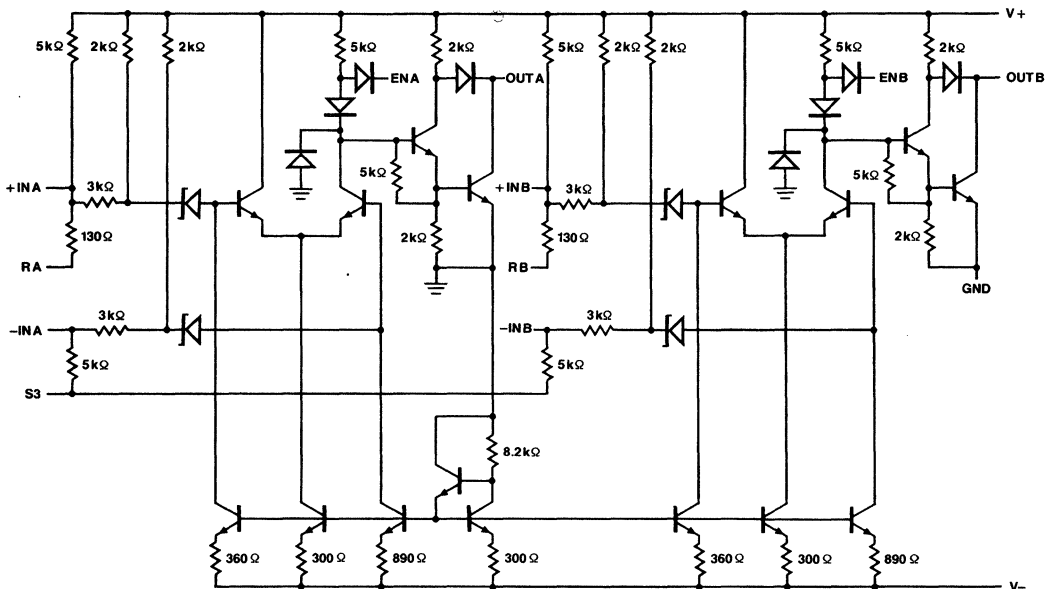 V+
5kΩ 2kΩ 2kΩ 5kΩ 2kΩ 5kΩ 2kΩ 2kΩ 5kΩ 2kΩ
ENA OUTA ENB OUTB
5kΩ 5kΩ
+INA 3kΩ +INB 3kΩ
130Ω 2kΩ 130Ω 2kΩ
RA RB
GND
3kΩ 3kΩ
−INA −INB
5kΩ 5kΩ
S3
8.2kΩ
360Ω 300Ω 890Ω 300Ω 360Ω 300Ω 890Ω
V−